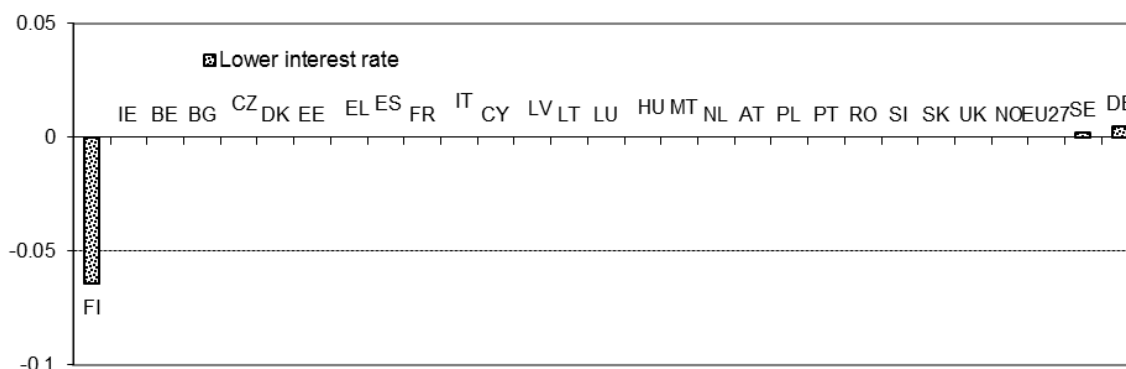 0.05
Lower interest rate
IE BE BG CZ DK EE EL ES FR IT CY LV LT LU HU MT NL AT PL PT RO SI SK UK NO EU27 SE DE
0
-0.05
FI
-0.1